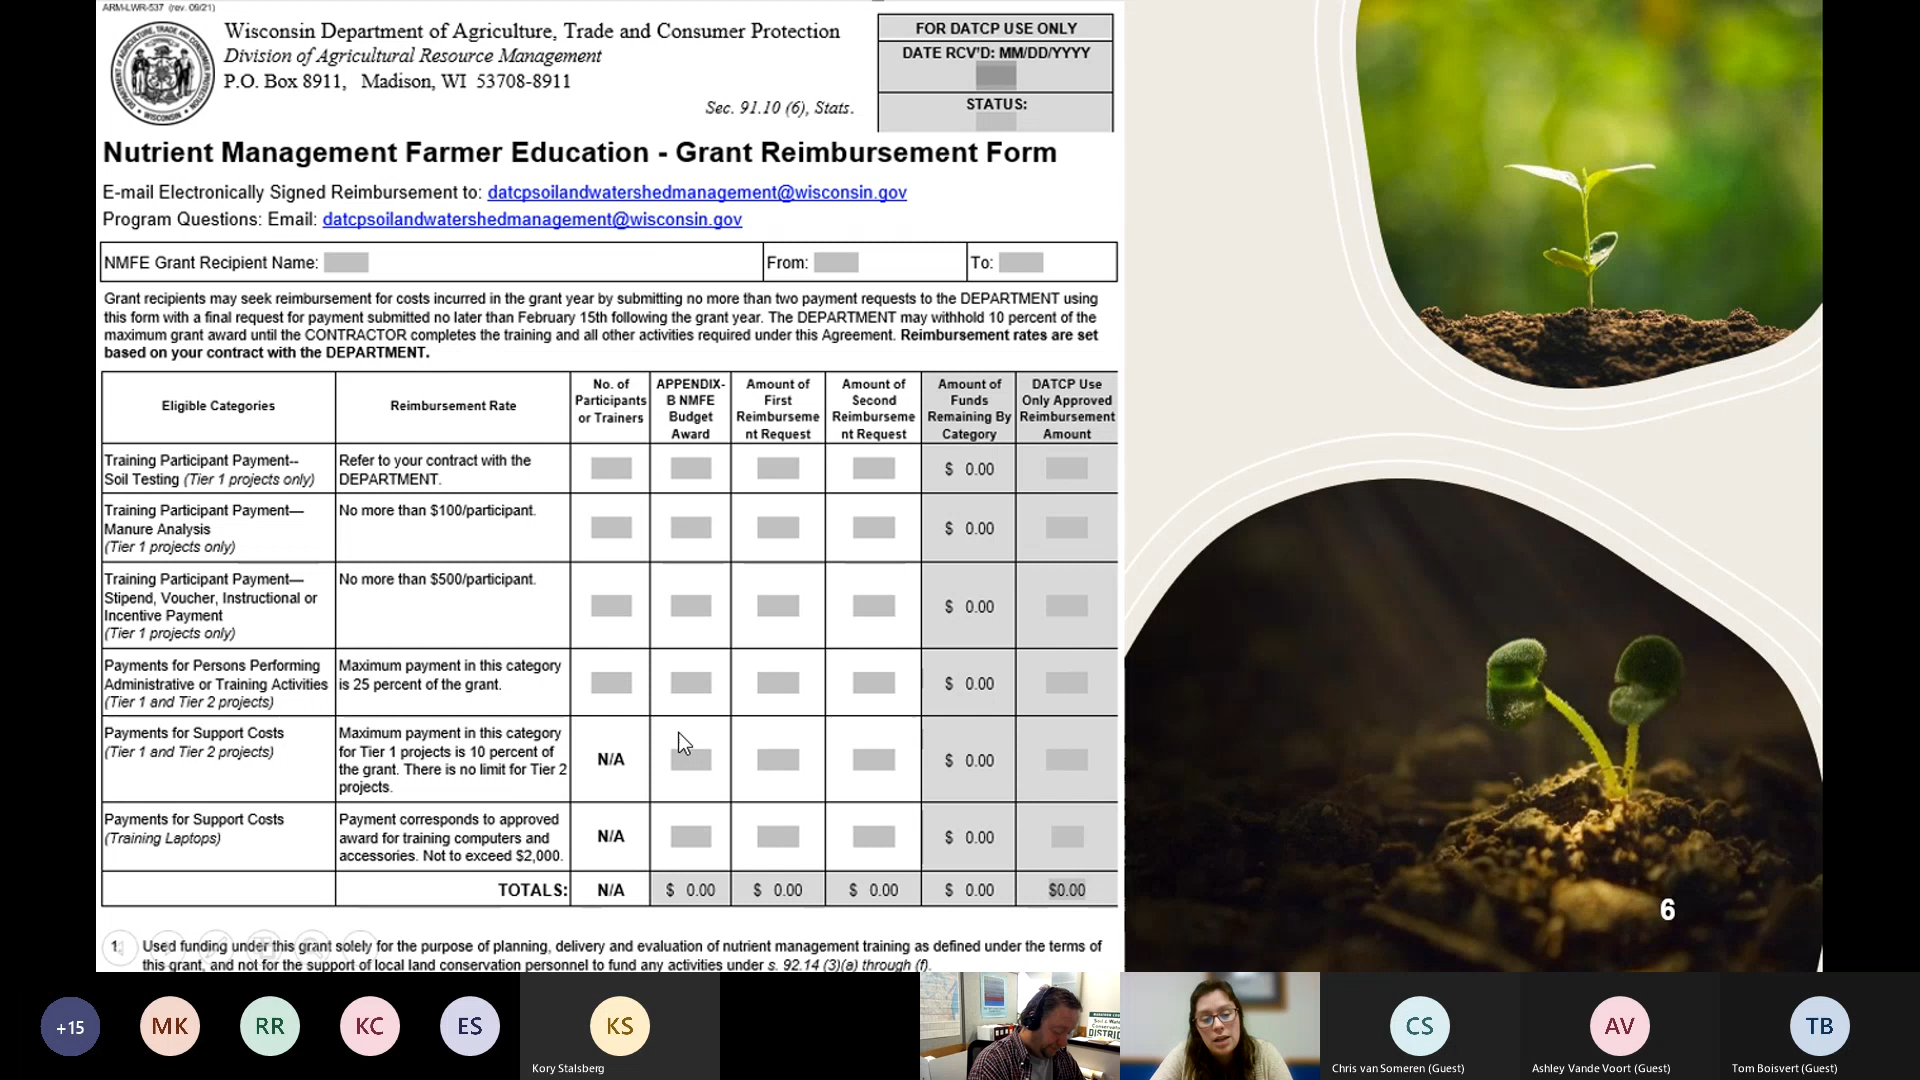 ARM-LWR-537 (rev. 09/21)
Wisconsin Department of Agriculture, Trade and Consumer Protection
Division of Agricultural Resource Management
P.O. Box 8911, Madison, WI 53708-8911
Sec. 91.10 (6), Stats.
FOR DATCP USE ONLY
DATE RCV'D: MM/DD/YYYY
STATUS:
Nutrient Management Farmer Education - Grant Reimbursement Form
E-mail Electronically Signed Reimbursement to: datcpsoilandwatershedmanagement@wisconsin.gov
Program Questions: Email: datcpsoilandwatershedmanagement@wisconsin.gov
NMFE Grant Recipient Name: From: To:
Grant recipients may seek reimbursement for costs incurred in the grant year by submitting no more than two payment requests to the DEPARTMENT using
this form with a final request for payment submitted no later than February 15th following the grant year. The DEPARTMENT may withhold 10 percent of the
maximum grant award until the CONTRACTOR completes the training and all other activities required under this Agreement. Reimbursement rates are set
based on your contract with the DEPARTMENT.
Eligible Categories
Reimbursement Rate
No. of
Participants
or Trainers
APPENDIX-
B NMFE
Budget
Award
Amount of
First
Reimburseme
nt Request
Amount of
Second
Reimburseme
nt Request
Amount of
Funds
Remaining By
Category
DATCP Use
Only Approved
Reimbursement
Amount
Training Participant Payment--
Soil Testing (Tier 1 projects only)
Refer to your contract with the
DEPARTMENT.
$ 0.00
Training Participant Payment—
Manure Analysis
(Tier 1 projects only)
No more than $100/participant.
$ 0.00
Training Participant Payment—
Stipend, Voucher, Instructional or
Incentive Payment
(Tier 1 projects only)
No more than $500/participant.
$ 0.00
Payments for Persons Performing
Administrative or Training Activities
(Tier 1 and Tier 2 projects)
Maximum payment in this category
is 25 percent of the grant.
$ 0.00
Payments for Support Costs
(Tier 1 and Tier 2 projects)
Maximum payment in this category
for Tier 1 projects is 10 percent of
the grant. There is no limit for Tier 2
projects.
N/A
$ 0.00
Payments for Support Costs
(Training Laptops)
Payment corresponds to approved
award for training computers and
accessories. Not to exceed $2,000.
N/A
$ 0.00
TOTALS: N/A $ 0.00 $ 0.00 $ 0.00 $ 0.00 $0.00
1. Used funding under this grant solely for the purpose of planning, delivery and evaluation of nutrient management training as defined under the terms of
this grant, and not for the support of local land conservation personnel to fund any activities under s. 92.14 (3)(a) through (f).
6
+15
MK
RR
KC
ES
KS
Kory Stalsberg
CS
Chris van Someren (Guest)
AV
Ashley Vande Voort (Guest)
TB
Tom Boisvert (Guest)